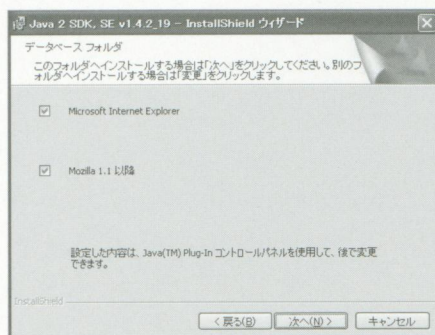 Java 2 SDK, SE v1.4.2_19 - InstallShield ウィザード
データベース フォルダ
このフォルダへインストールする場合は「次へ」をクリックしてください。別のフ
ォルダへインストールする場合は「変更」をクリックします。
Microsoft Internet Explorer
Mozilla 1.1 以降
設定した内容は、Java(TM) Plug-In コントロールパネルを使用して、後で変更
できます。
InstallShield
< 戻る(B)
次へ(N) >
キャンセル